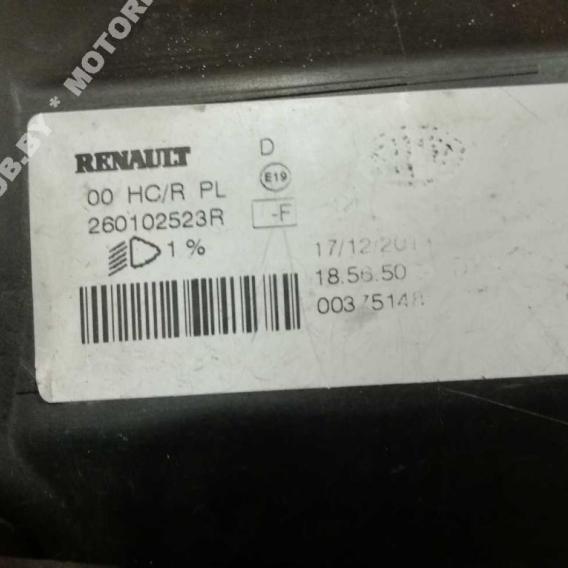 RENAULT
D
00 HC/R PL
E19
260102523R
-F
1 %
17/12/2011
18.56.50
00375148